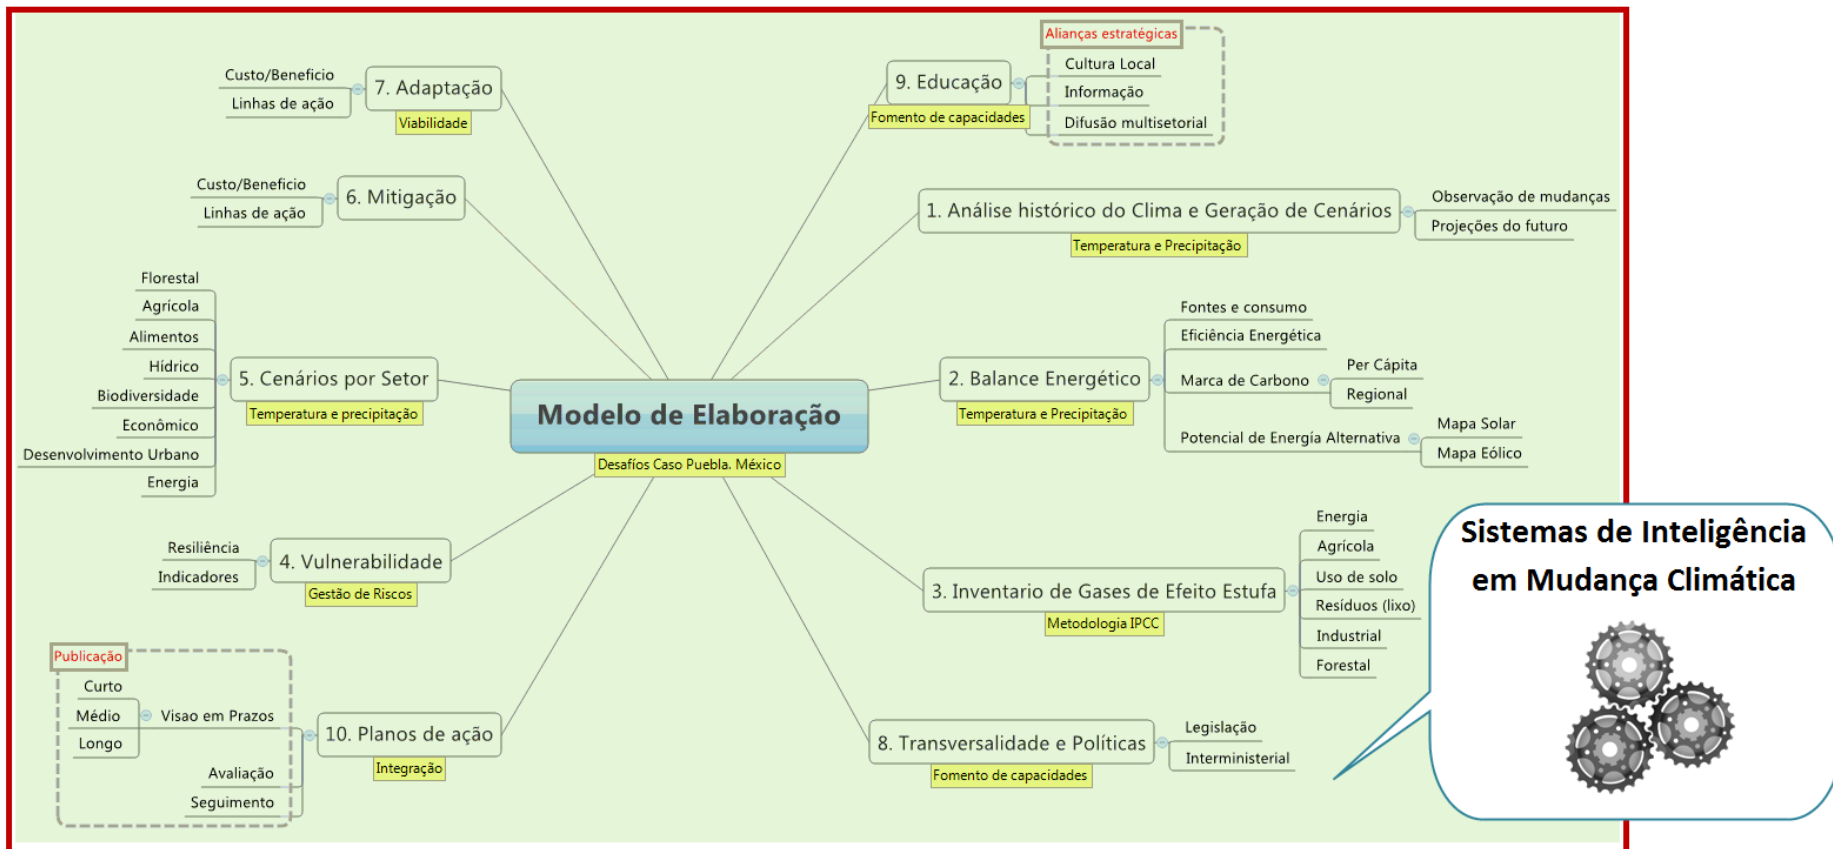 Modelo de Elaboração
Desafíos Caso Puebla. México
1. Análise histórico do Clima e Geração de Cenários
Temperatura e Precipitação
Observação de mudanças
Projeções do futuro
2. Balance Energético
Temperatura e Precipitação
Fontes e consumo
Eficiência Energética
Marca de Carbono
Per Cápita
Regional
Potencial de Energía Alternativa
Mapa Solar
Mapa Eólico
3. Inventario de Gases de Efeito Estufa
Metodologia IPCC
Energia
Agrícola
Uso de solo
Resíduos (lixo)
Industrial
Forestal
4. Vulnerabilidade
Gestão de Riscos
Resiliência
Indicadores
5. Cenários por Setor
Temperatura e precipitação
Florestal
Agrícola
Alimentos
Hídrico
Biodiversidade
Econômico
Desenvolvimento Urbano
Energia
6. Mitigação
Custo/Beneficio
Linhas de ação
7. Adaptação
Viabilidade
Custo/Beneficio
Linhas de ação
8. Transversalidade e Políticas
Fomento de capacidades
Legislação
Interministerial
9. Educação
Fomento de capacidades
Alianças estratégicas
Cultura Local
Informação
Difusão multisetorial
10. Planos de ação
Integração
Publicação
Visao em Prazos
Curto
Médio
Longo
Avaliação
Seguimento
Sistemas de Inteligência
em Mudança Climática